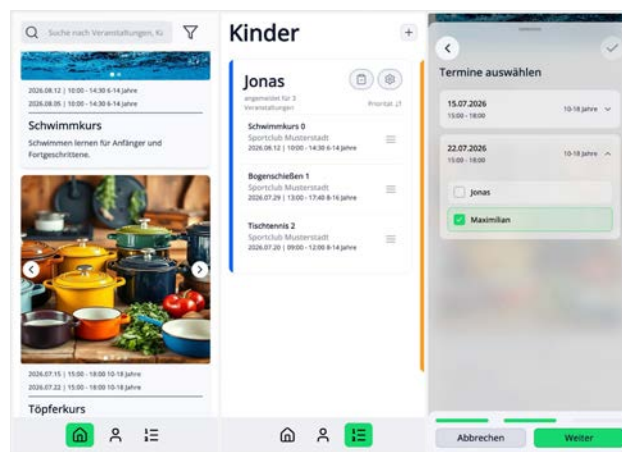 Suche nach Veranstaltungen, Ki
2026.08.12 | 10:00 - 14:30 6-14 Jahre
2026.08.05 | 10:00 - 14:30 6-14 Jahre
Schwimmkurs
Schwimmen lernen für Anfänger und
Fortgeschrittene.
2026.07.15 | 15:00 - 18:00 10-18 Jahre
2026.07.22 | 15:00 - 18:00 10-18 Jahre
Töpferkurs
Kinder
+
Jonas
angemeldet für 3
Veranstaltungen
Priorität
Schwimmkurs 0
Sportclub Musterstadt
2026.08.12 | 10:00 - 14:30 6-14 Jahre
Bogenschießen 1
Sportclub Musterstadt
2026.07.29 | 13:00 - 17:40 8-16 Jahre
Tischtennis 2
Sportclub Musterstadt
2026.07.20 | 09:00 - 12:00 8-14 Jahre
Termine auswählen
15.07.2026
15:00 - 18:00
10-18 Jahre
22.07.2026
15:00 - 18:00
10-18 Jahre
Jonas
Maximilian
Abbrechen
Weiter